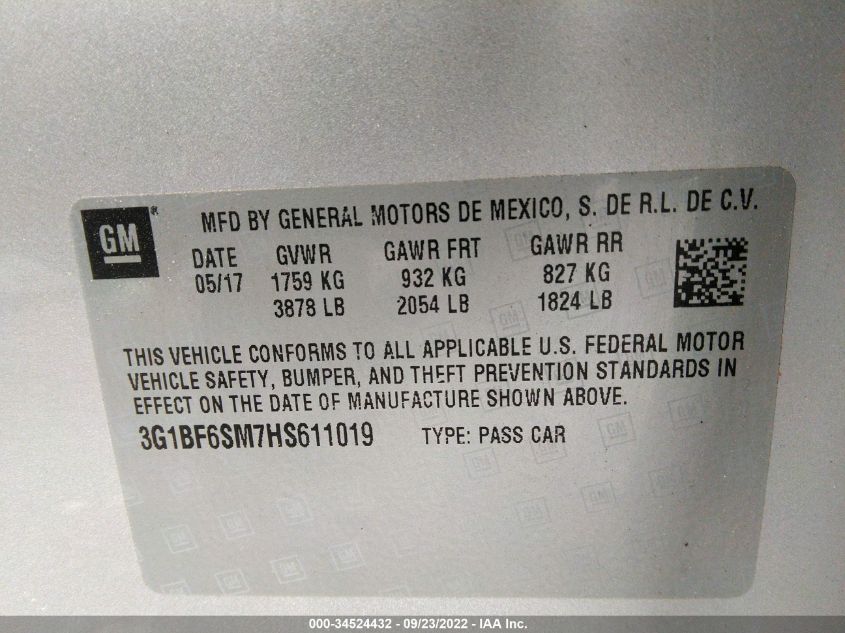 GM®
MFD BY GENERAL MOTORS DE MEXICO, S. DE R.L. DE C.V.
DATE GVWR GAWR FRT GAWR RR
05/17 1759 KG 932 KG 827 KG
3878 LB 2054 LB 1824 LB
THIS VEHICLE CONFORMS TO ALL APPLICABLE U.S. FEDERAL MOTOR
VEHICLE SAFETY, BUMPER, AND THEFT PREVENTION STANDARDS IN
EFFECT ON THE DATE OF MANUFACTURE SHOWN ABOVE.
3G1BF6SM7HS611019 TYPE: PASS CAR
000-34524432 - 09/23/2022 - IAA Inc.